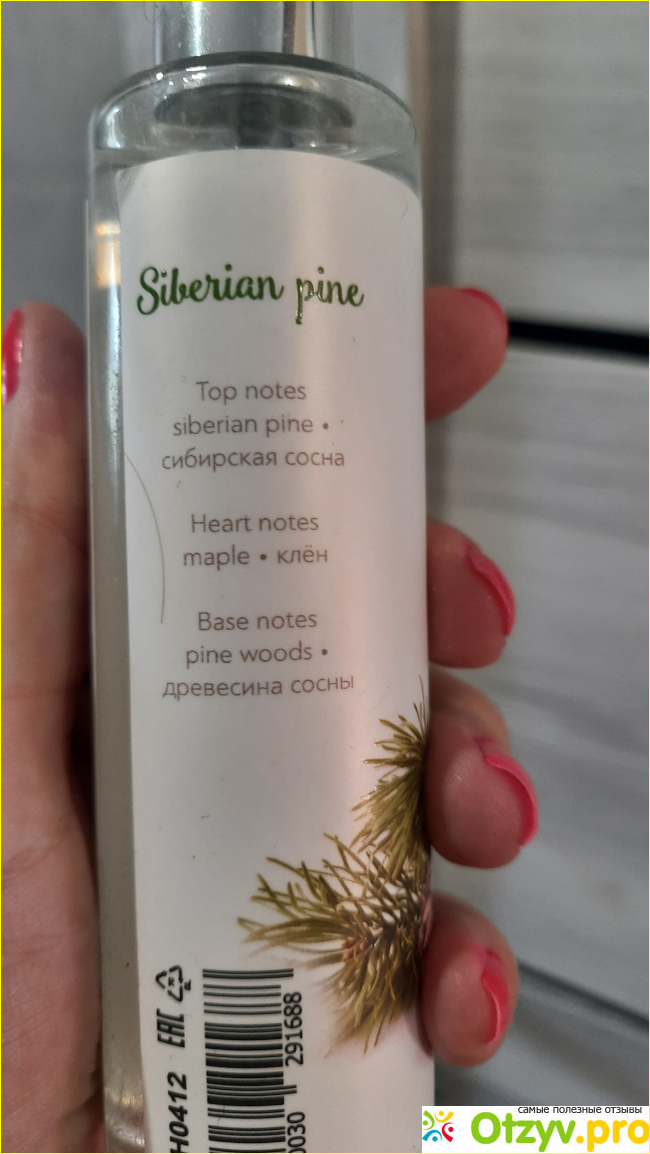 Siberian pine
Top notes
siberian pine •
сибирская сосна
Heart notes
maple • клён
Base notes
pine woods •
древесина сосны
EAC
H0412
0030 291688
самые полезные отзывы
Otzyv.pro